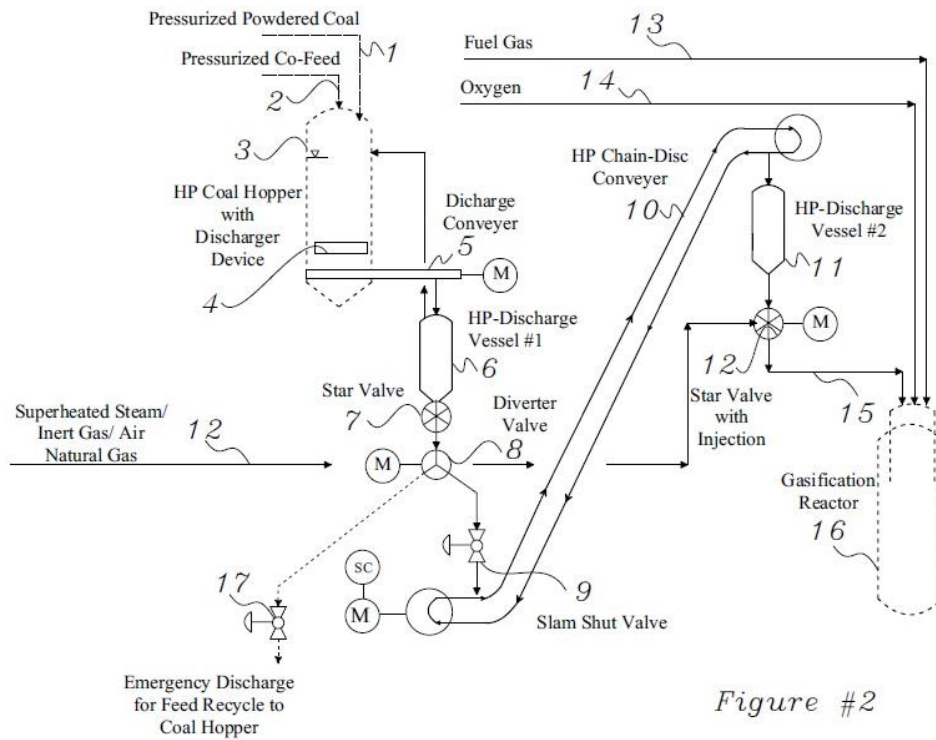 Pressurized Powdered Coal
1
Pressurized Co-Feed
2
3
HP Coal Hopper
with
Discharger
Device
4
Dicharge
Conveyer
5
M
HP-Discharge
Vessel #1
6
Star Valve
7
Diverter
Valve
8
M
Superheated Steam/
Inert Gas/ Air
Natural Gas
12
9
Slam Shut Valve
SC
M
17
Emergency Discharge
for Feed Recycle to
Coal Hopper
Fuel Gas
13
Oxygen
14
HP Chain-Disc
Conveyer
10
HP-Discharge
Vessel #2
11
M
12
Star Valve
with
Injection
15
Gasification
Reactor
16
Figure #2